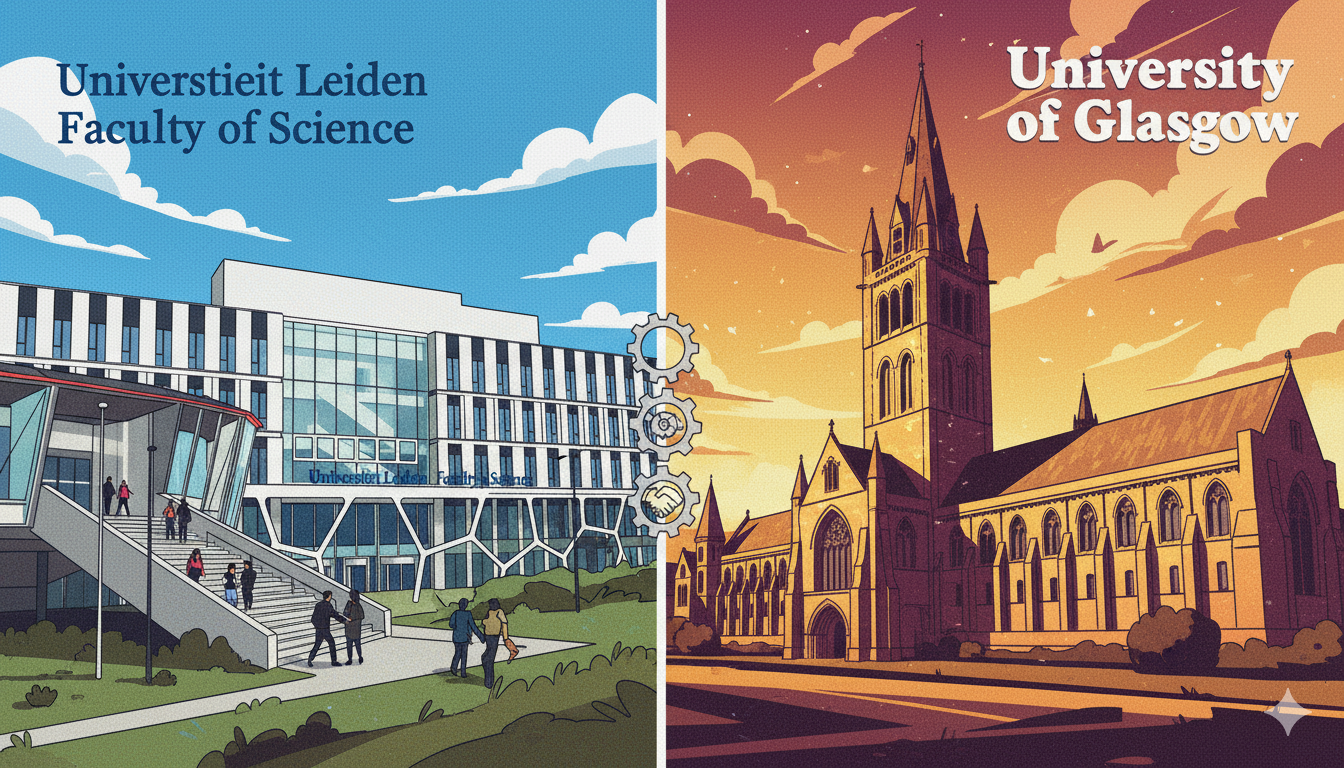 Universtieit Leiden
Faculty of Science
University
of Glasgow